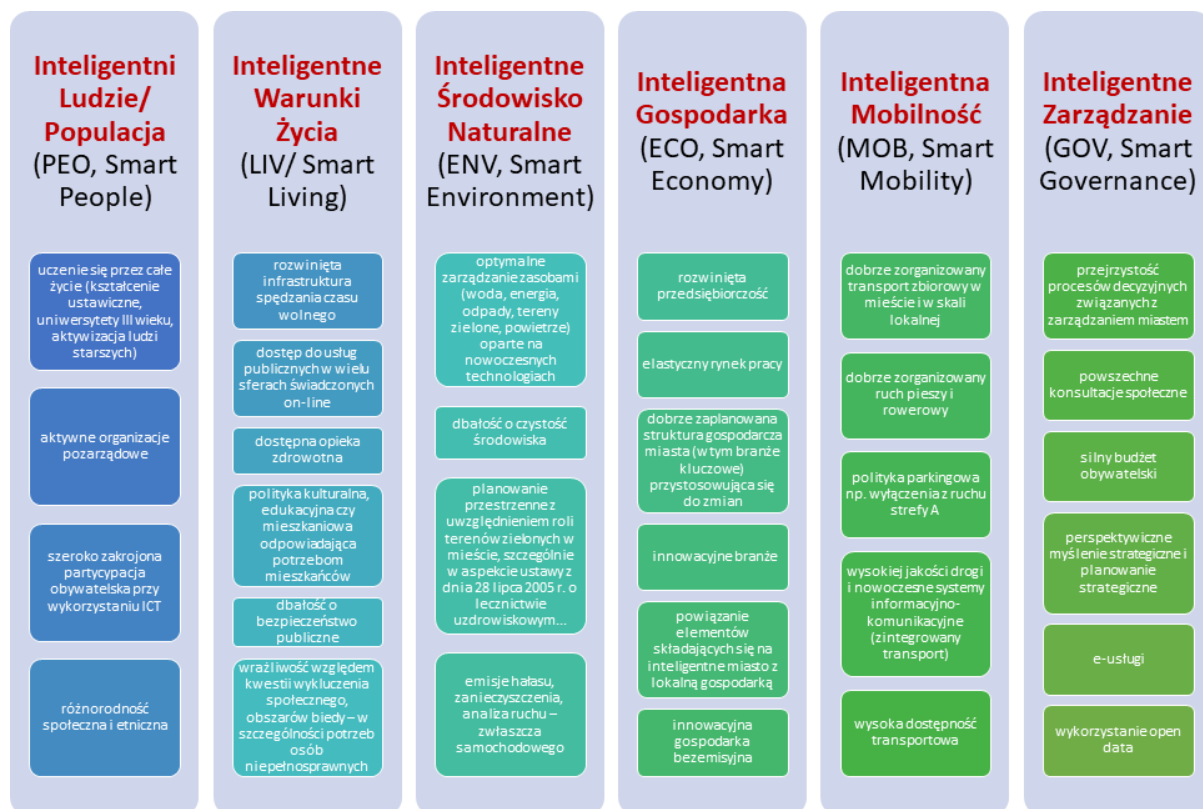 Inteligentni
Ludzie/
Populacja
(PEO, Smart
People)
uczenie się przez całe
życie (kształcenie
ustawiczne,
uniwersytety III wieku,
aktywizacja ludzi
starszych)
aktywne organizacje
pozarządowe
szeroko zakrojona
partycypacja
obywatelska przy
wykorzystaniu ICT
różnorodność
społeczna i etniczna
Inteligentne
Warunki
Życia
(LIV/ Smart
Living)
rozwinięta
infrastruktura
spędzania czasu
wolnego
dostęp do usług
publicznych w wielu
sferach świadczonych
on-line
dostępna opieka
zdrowotna
polityka kulturalna,
edukacyjna czy
mieszkaniowa
odpowiadająca
potrzebom
mieszkańców
dbałość o
bezpieczeństwo
publiczne
wrażliwość względem
kwestii wykluczenia
społecznego,
obszarów biedy – w
szczególności potrzeb
osób
niepełnosprawnych
Inteligentne
Środowisko
Naturalne
(ENV, Smart
Environment)
optymalne
zarządzanie zasobami
(woda, energia,
odpady, tereny
zielone, powietrze)
oparte na
nowoczesnych
technologiach
dbałość o czystość
środowiska
planowanie
przestrzenne z
uwzględnieniem roli
terenów zielonych w
mieście, szczególnie
w aspekcie ustawy z
dnia 28 lipca 2005 r. o
lecznictwie
uzdrowiskowym...
emisje hałasu,
zanieczyszczenia,
analiza ruchu –
zwłaszcza
samochodowego
Inteligentna
Gospodarka
(ECO, Smart
Economy)
rozwinięta
przedsiębiorczość
elastyczny rynek pracy
dobrze zaplanowana
struktura gospodarcza
miasta (w tym branże
kluczowe)
przystosowująca się
do zmian
innowacyjne branże
powiązanie
elementów
składających się na
inteligentne miasto z
lokalną gospodarką
innowacyjna
gospodarka
bezemisyjna
Inteligentna
Mobilność
(MOB, Smart
Mobility)
dobrze zorganizowany
transport zbiorowy w
mieście i w skali
lokalnej
dobrze zorganizowany
ruch pieszy i
rowerowy
polityka parkingowa
np. wyłączenia z ruchu
strefy A
wysokiej jakości drogi
i nowoczesne systemy
informacyjno-
komunikacyjne
(zintegrowany
transport)
wysoka dostępność
transportowa
Inteligentne
Zarządzanie
(GOV, Smart
Governance)
przejrzystość
procesów decyzyjnych
związanych z
zarządzaniem miastem
powszechne
konsultacje społeczne
silny budżet
obywatelski
perspektywiczne
myślenie strategiczne i
planowanie
strategiczne
e-usługi
wykorzystanie open
data